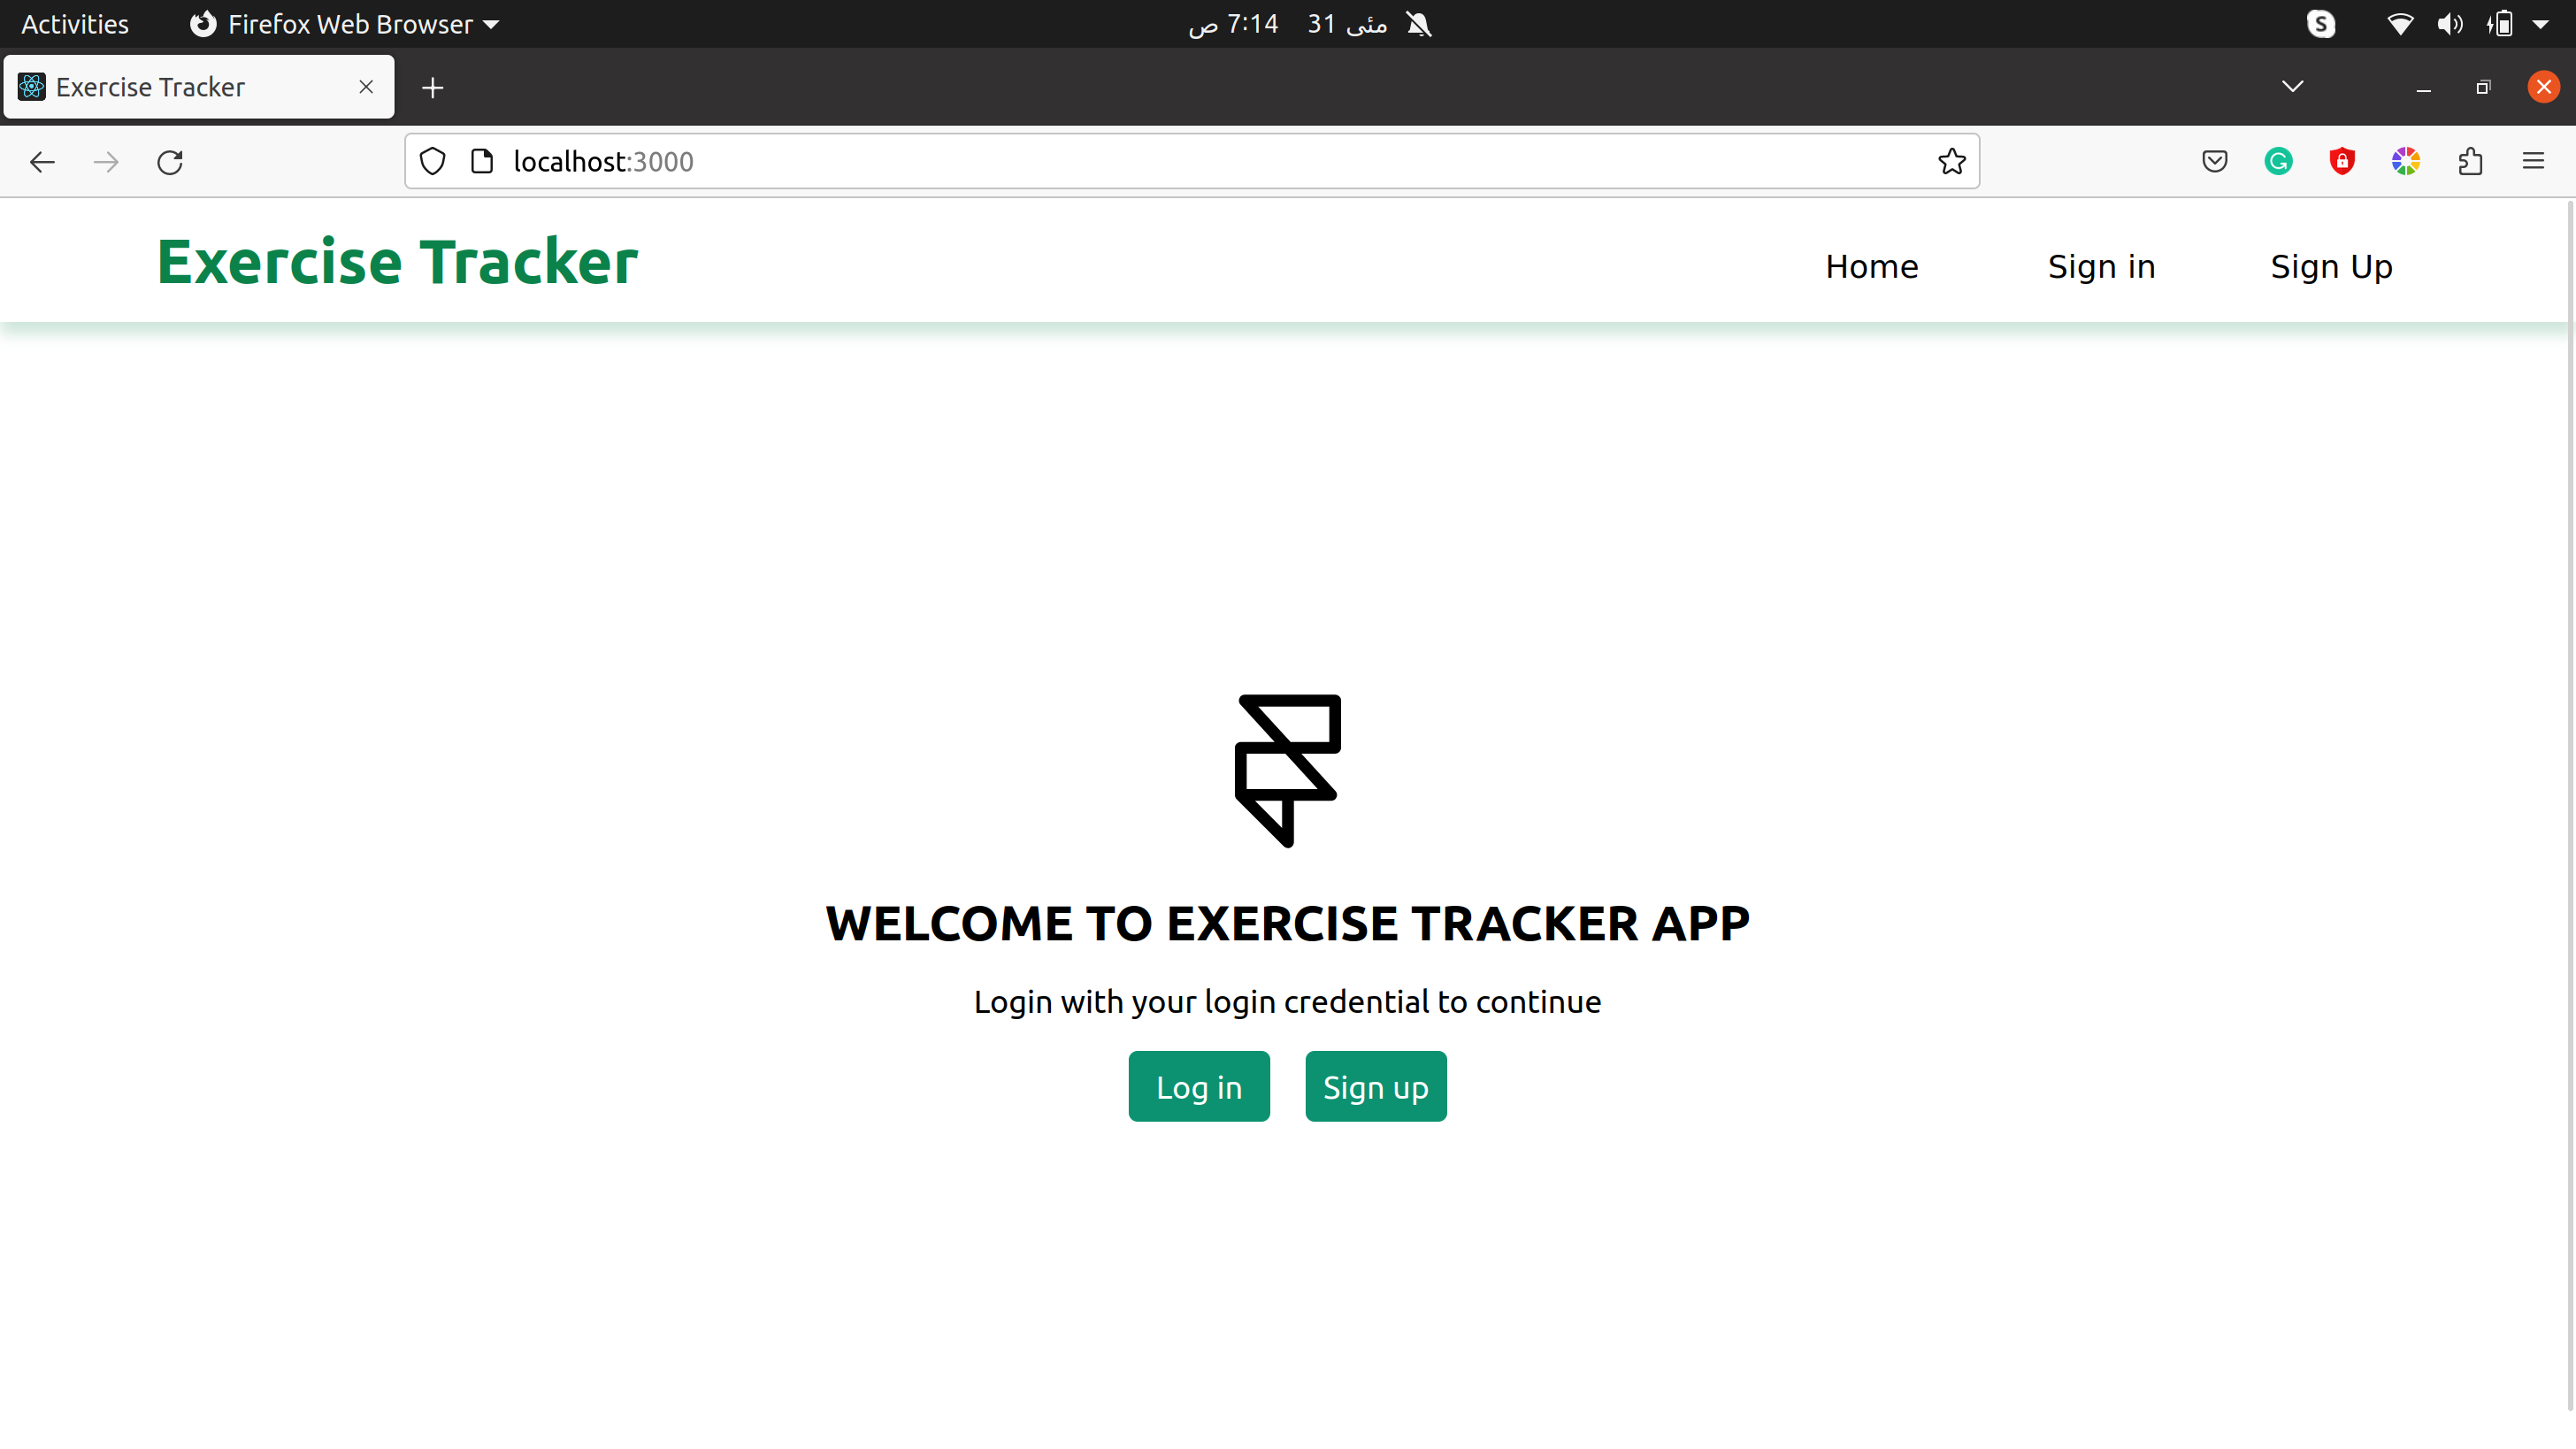 Activities
Firefox Web Browser
31 مئی  7:14 ص
Exercise Tracker
localhost:3000
Exercise Tracker
Home
Sign in
Sign Up
WELCOME TO EXERCISE TRACKER APP
Login with your login credential to continue
Log in
Sign up